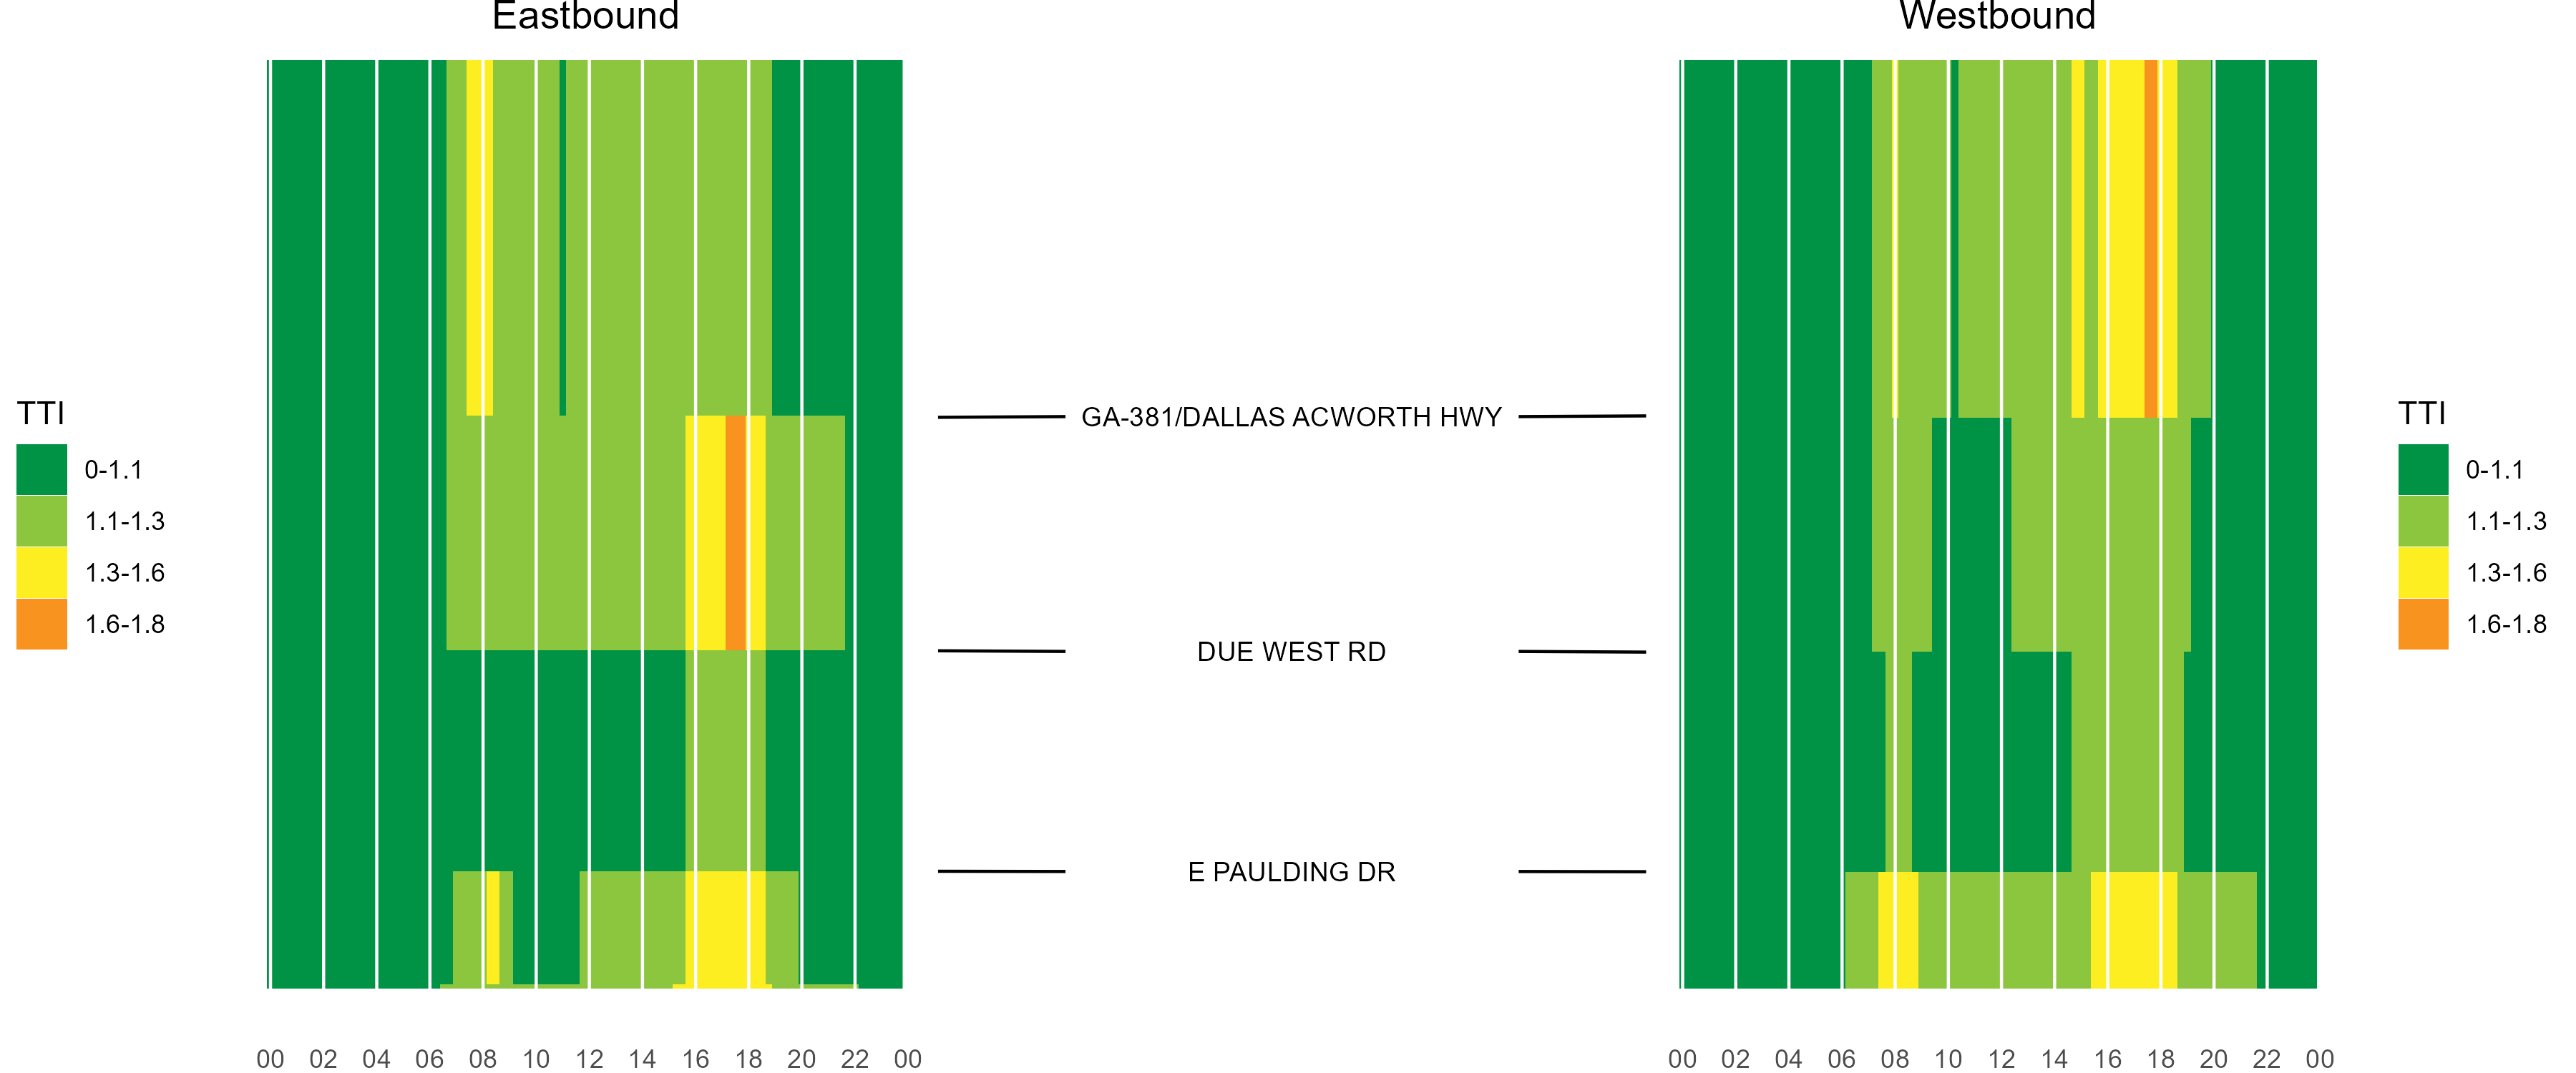 Eastbound
Westbound
TTI
0-1.1
1.1-1.3
1.3-1.6
1.6-1.8
GA-381/DALLAS ACWORTH HWY
DUE WEST RD
E PAULDING DR
TTI
0-1.1
1.1-1.3
1.3-1.6
1.6-1.8
00 02 04 06 08 10 12 14 16 18 20 22 00
00 02 04 06 08 10 12 14 16 18 20 22 00